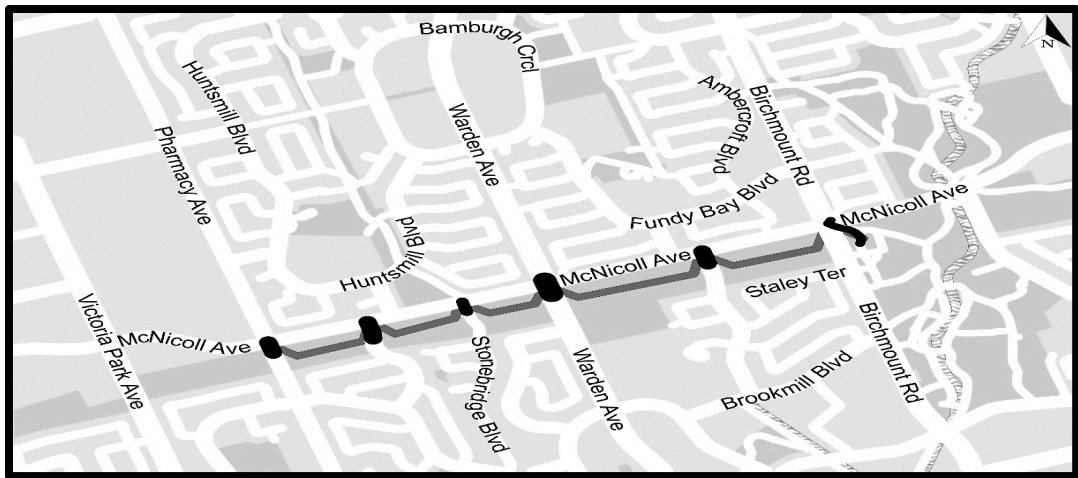 Bamburgh Crcl
N
Huntsmill Blvd
Ambercroft Blvd
Birchmount Rd
Warden Ave
Pharmacy Ave
Fundy Bay Blvd
McNicoll Ave
Huntsmill Blvd
McNicoll Ave
Staley Ter
Victoria Park Ave
McNicoll Ave
Birchmount Rd
Stonebridge Blvd
Warden Ave
Brookmill Blvd